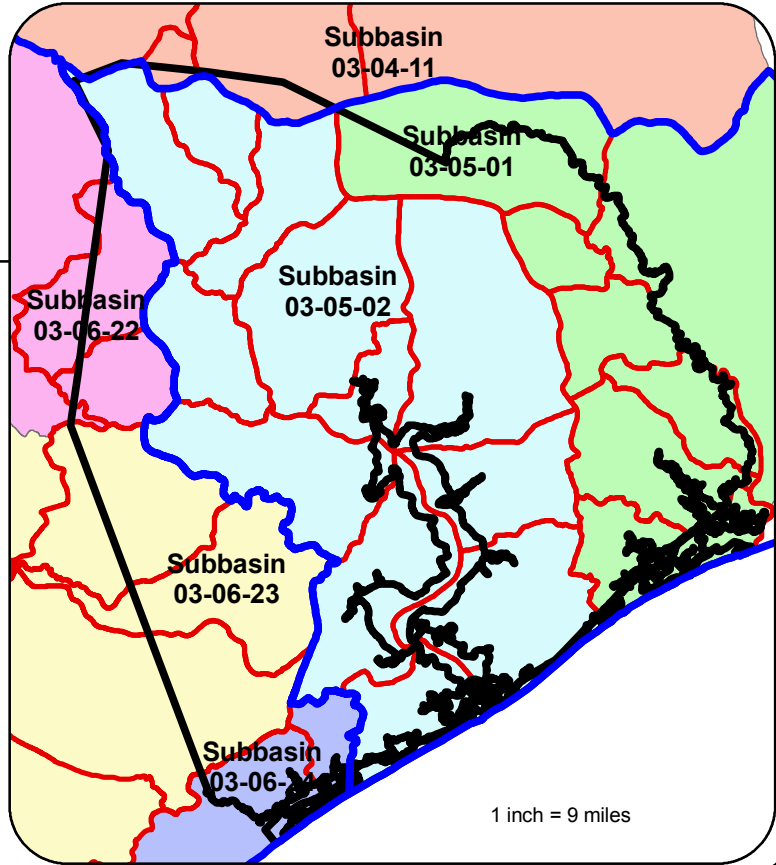 Subbasin
03-04-11
Subbasin
03-05-01
Subbasin
03-05-02
Subbasin
03-06-22
Subbasin
03-06-23
Subbasin
1 inch = 9 miles